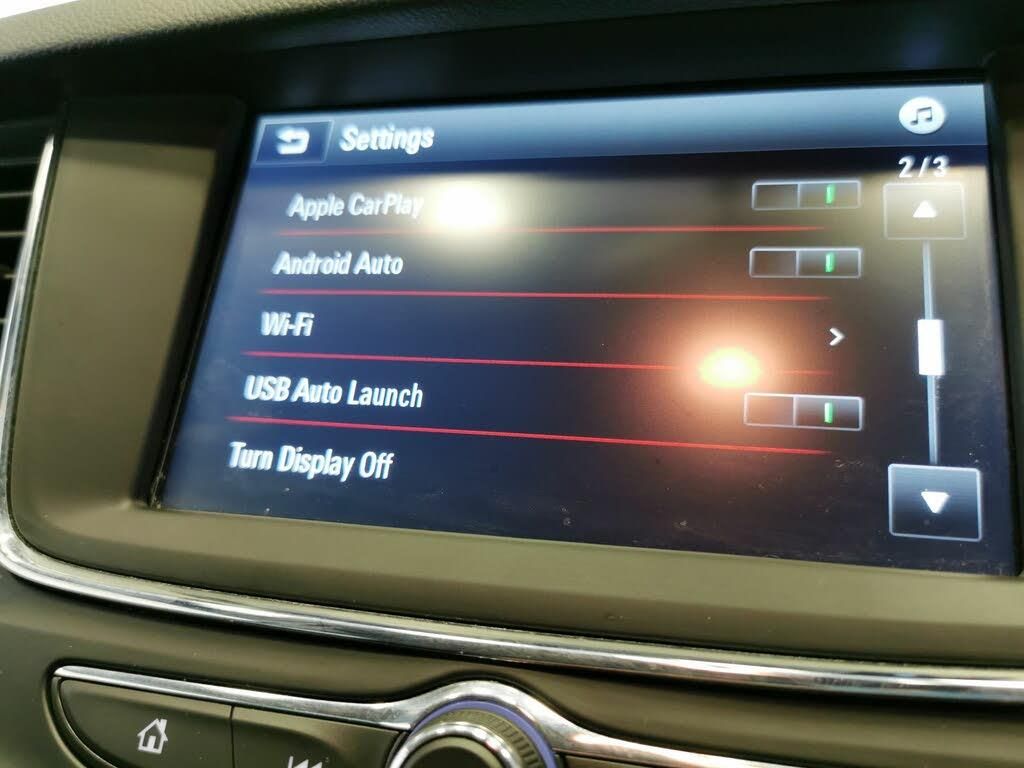 Settings
2/3
Apple CarPlay
Android Auto
Wi-Fi
USB Auto Launch
Turn Display Off